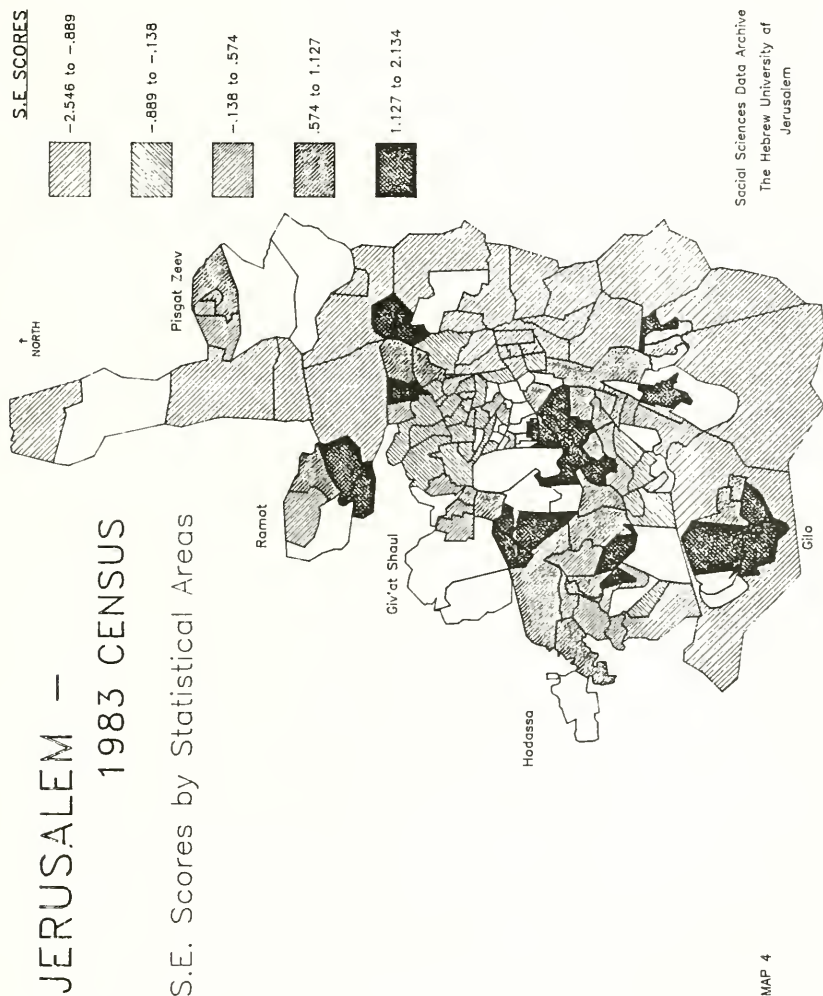 JERUSALEM –
1983 CENSUS
S.E. Scores by Statistical Areas
↑
NORTH
S.E. SCORES
−2.546 to −.889
−.889 to −.138
−.138 to .574
.574 to 1.127
1.127 to 2.134
Pisgat Zeev
Ramot
Giv'at Shaul
Hadassa
Gilo
Social Sciences Data Archive
The Hebrew University of
Jerusalem
MAP 4